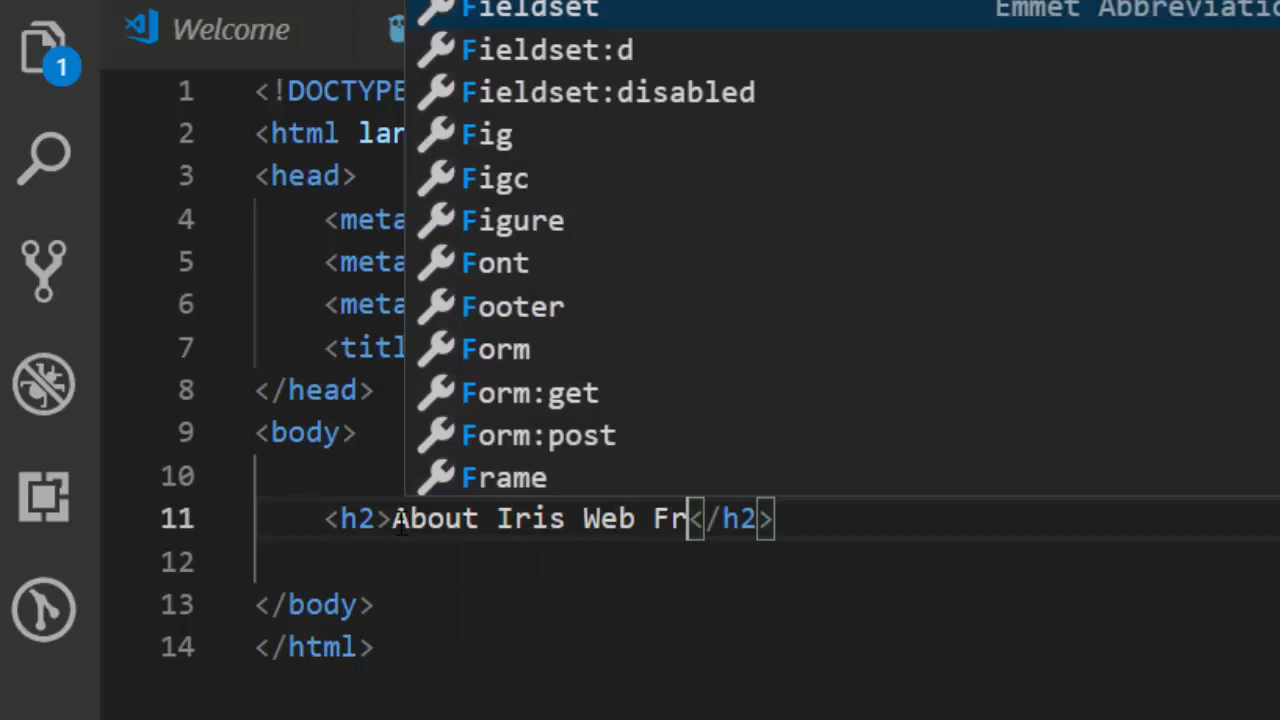 Welcome
1
Fieldset Emmet Abbreviatio
Fieldset:d
Fieldset:disabled
Fig
Figc
Figure
Font
Footer
Form
Form:get
Form:post
Frame
1 <!DOCTYPE
2 <html lan
3 <head>
4 <meta
5 <meta
6 <meta
7 <titl
8 </head>
9 <body>
10
11 <h2>About Iris Web Fr</h2>
12
13 </body>
14 </html>